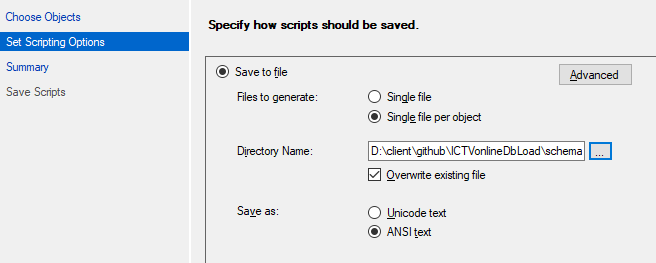 Choose Objects
Set Scripting Options
Summary
Save Scripts
Specify how scripts should be saved.
Save to file
Advanced
Files to generate:
Single file
Single file per object
Directory Name:
D:\client\github\ICTVonlineDbLoad\schema
...
Overwrite existing file
Save as:
Unicode text
ANSI text